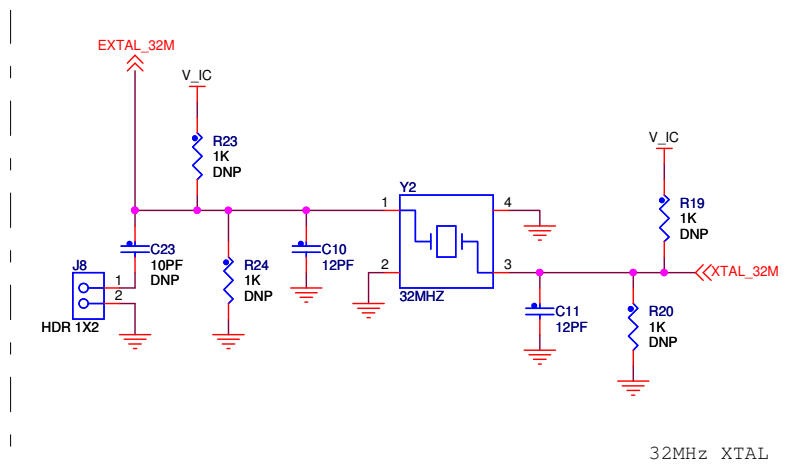 EXTAL_32M
V_IC
R23
1K
DNP
V_IC
Y2
1
4
R19
1K
DNP
C23
10PF
DNP
R24
1K
DNP
C10
12PF
2
3
XTAL_32M
J8
1
2
HDR 1X2
32MHZ
C11
12PF
R20
1K
DNP
32MHz XTAL